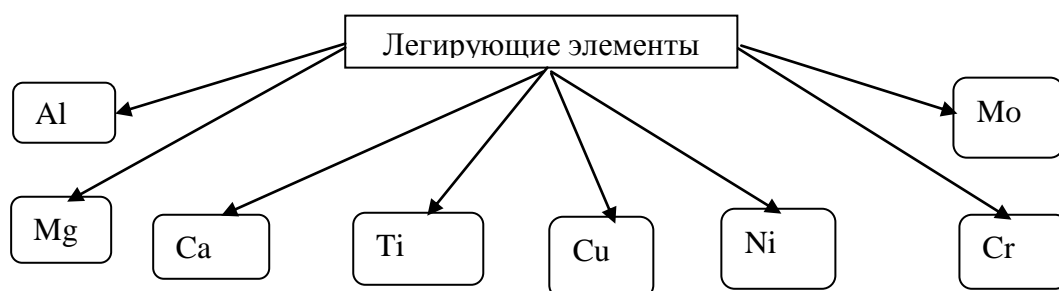 Легирующие элементы
Al
Mo
Mg
Ca
Ti
Cu
Ni
Cr